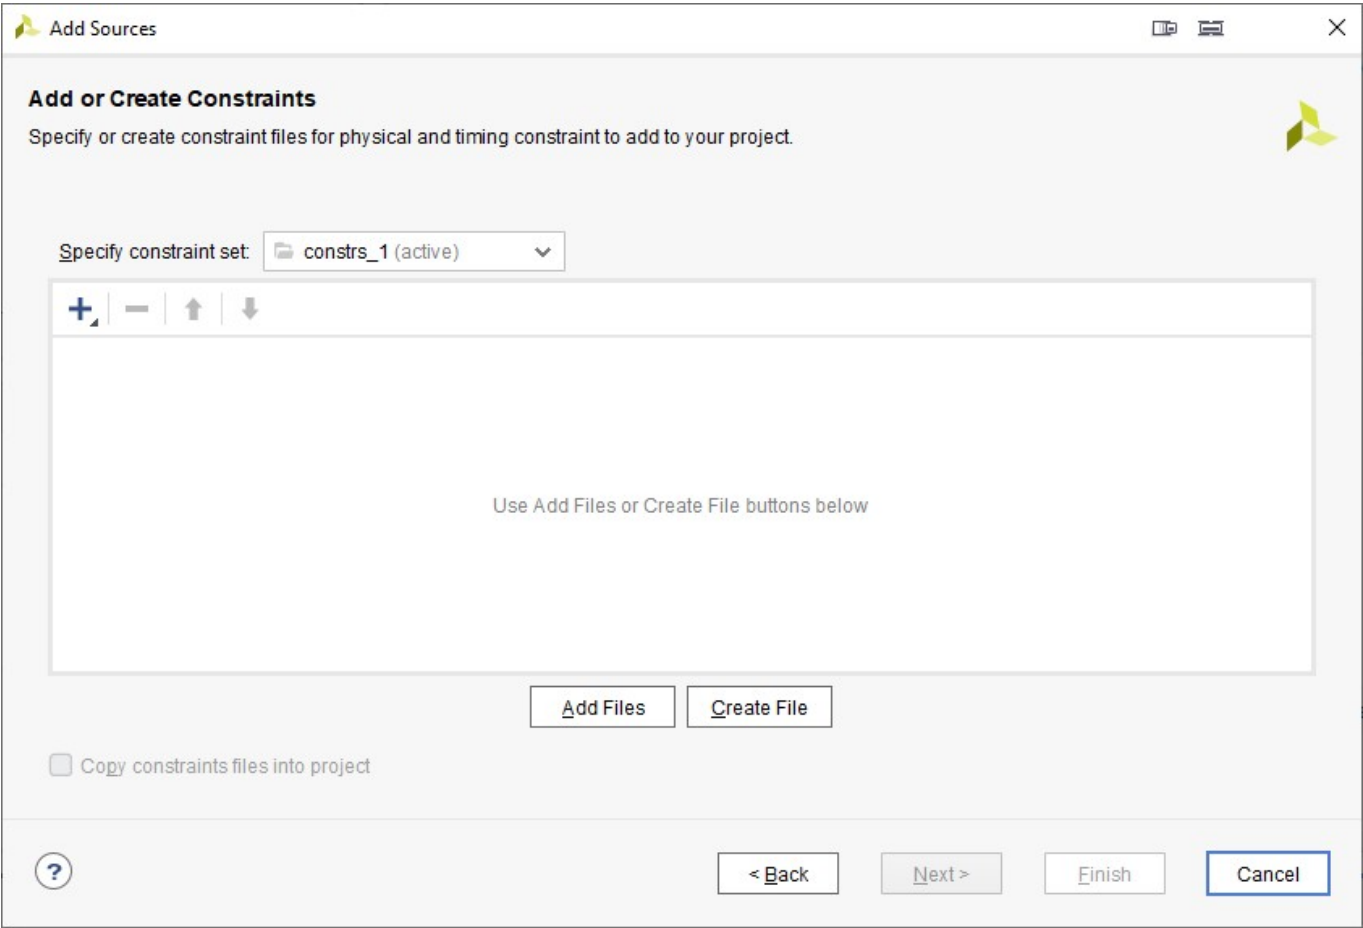 Add Sources
Add or Create Constraints
Specify or create constraint files for physical and timing constraint to add to your project.
Specify constraint set: constrs_1 (active)
Use Add Files or Create File buttons below
Add Files Create File
Copy constraints files into project
? < Back Next > Finish Cancel